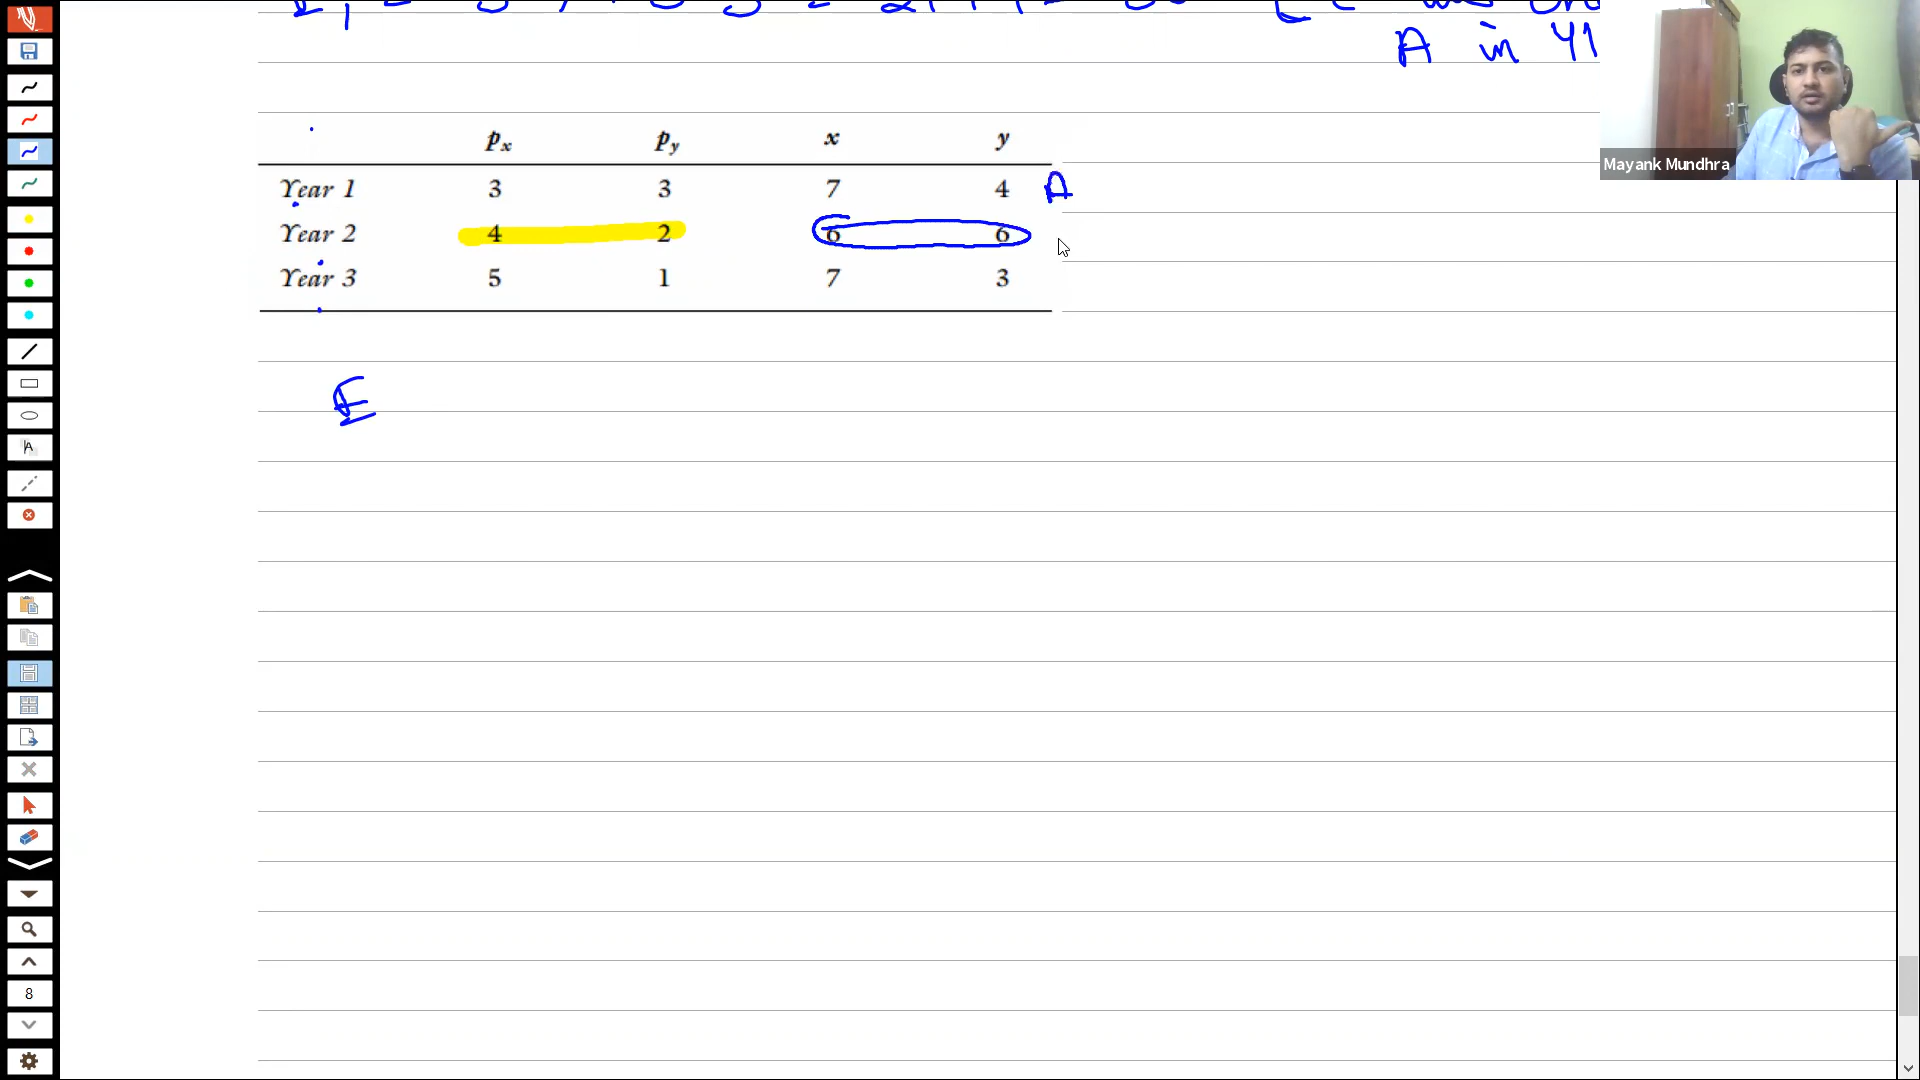 A in Y1
Mayank Mundhra
px py x y
Year 1 3 3 7 4 A
Year 2 4 2 6 6
Year 3 5 1 7 3
E
A
8